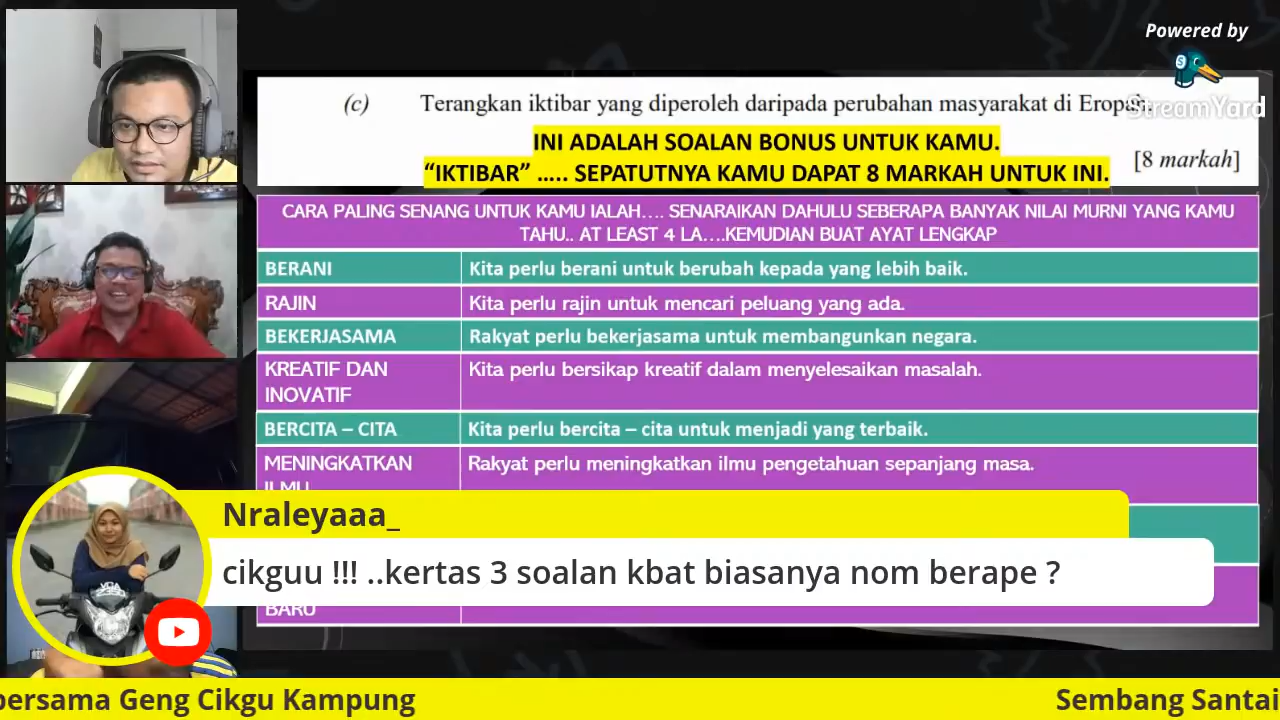 Powered by
StreamYard
(c) Terangkan iktibar yang diperoleh daripada perubahan masyarakat di Eropah.
INI ADALAH SOALAN BONUS UNTUK KAMU.
“IKTIBAR” ..... SEPATUTNYA KAMU DAPAT 8 MARKAH UNTUK INI.
[8 markah]
CARA PALING SENANG UNTUK KAMU IALAH.... SENARAIKAN DAHULU SEBERAPA BANYAK NILAI MURNI YANG KAMU
TAHU.. AT LEAST 4 LA....KEMUDIAN BUAT AYAT LENGKAP
BERANI Kita perlu berani untuk berubah kepada yang lebih baik.
RAJIN Kita perlu rajin untuk mencari peluang yang ada.
BEKERJASAMA Rakyat perlu bekerjasama untuk membangunkan negara.
KREATIF DAN Kita perlu bersikap kreatif dalam menyelesaikan masalah.
INOVATIF
BERCITA – CITA Kita perlu bercita – cita untuk menjadi yang terbaik.
MENINGKATKAN Rakyat perlu meningkatkan ilmu pengetahuan sepanjang masa.
ILMU
BARU
Nraleyaaa_
cikguu !!! ..kertas 3 soalan kbat biasanya nom berape ?
bersama Geng Cikgu Kampung
Sembang Santai